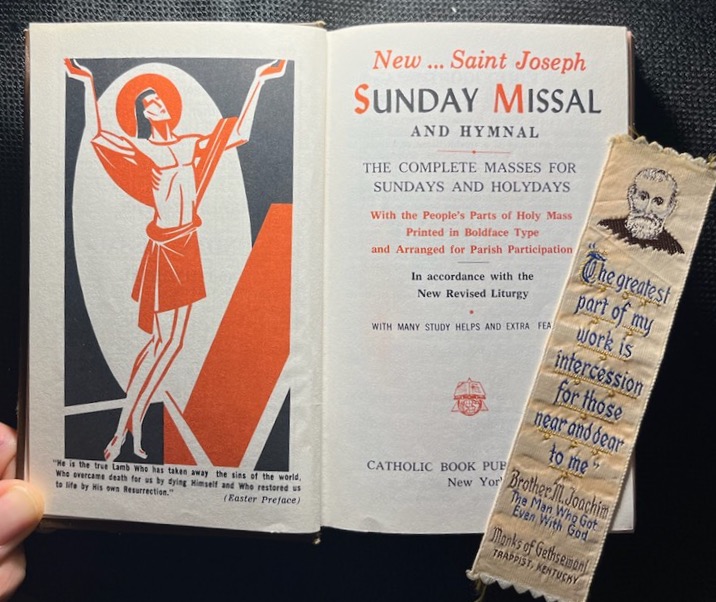 "He is the true Lamb Who has taken away the sins of the world,
Who overcame death for us by dying Himself and Who restored us
to life by His own Resurrection."
(Easter Preface)
New ... Saint Joseph
SUNDAY MISSAL
AND HYMNAL
THE COMPLETE MASSES FOR
SUNDAYS AND HOLYDAYS
With the People's Parts of Holy Mass
Printed in Boldface Type
and Arranged for Parish Participation
In accordance with the
New Revised Liturgy
WITH MANY STUDY HELPS AND EXTRA FEA
CATHOLIC BOOK PUB
New York
"The greatest
part of my
work is
intercession
for those
near and dear
to me"
Brother M. Joachim
The Man Who Got
Even With God
Monks of Gethsemani
TRAPPIST, KENTUCKY